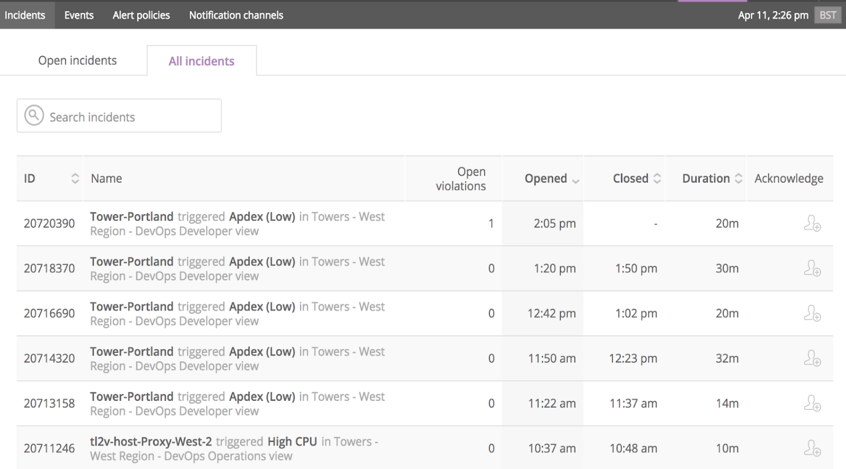 Incidents Events Alert policies Notification channels Apr 11, 2:26 pm BST
Open incidents All incidents
Search incidents
ID Name Open violations Opened Closed Duration Acknowledge
20720390 Tower-Portland triggered Apdex (Low) in Towers - West 1 2:05 pm - 20m
Region - DevOps Developer view
20718370 Tower-Portland triggered Apdex (Low) in Towers - West 0 1:20 pm 1:50 pm 30m
Region - DevOps Developer view
20716690 Tower-Portland triggered Apdex (Low) in Towers - West 0 12:42 pm 1:02 pm 20m
Region - DevOps Developer view
20714320 Tower-Portland triggered Apdex (Low) in Towers - West 0 11:50 am 12:23 pm 32m
Region - DevOps Developer view
20713158 Tower-Portland triggered Apdex (Low) in Towers - West 0 11:22 am 11:37 am 14m
Region - DevOps Developer view
20711246 tl2v-host-Proxy-West-2 triggered High CPU in Towers - 0 10:37 am 10:48 am 10m
West Region - DevOps Operations view